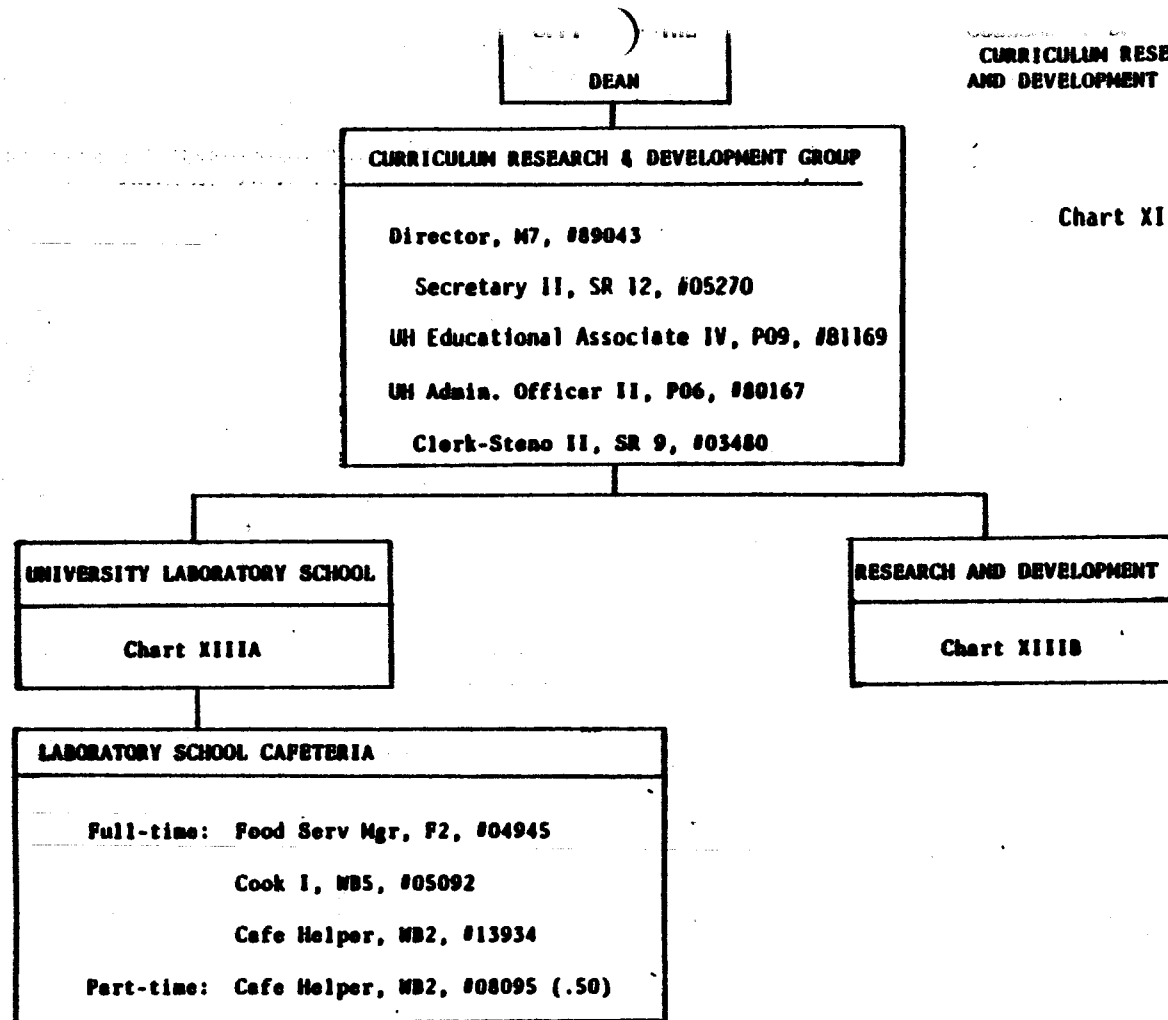 DEAN
CURRICULUM RESE
AND DEVELOPMENT
CURRICULUM RESEARCH & DEVELOPMENT GROUP
Chart XI
Director, M7, #89043
Secretary II, SR 12, #05270
UH Educational Associate IV, P09, #81169
UH Admin. Officer II, P06, #80167
Clerk-Steno II, SR 9, #03480
UNIVERSITY LABORATORY SCHOOL
Chart XIIIA
RESEARCH AND DEVELOPMENT
Chart XIIIB
LABORATORY SCHOOL CAFETERIA
Full-time: Food Serv Mgr, F2, #04945
Cook I, WB5, #05092
Cafe Helper, WB2, #13934
Part-time: Cafe Helper, WB2, #08095 (.50)